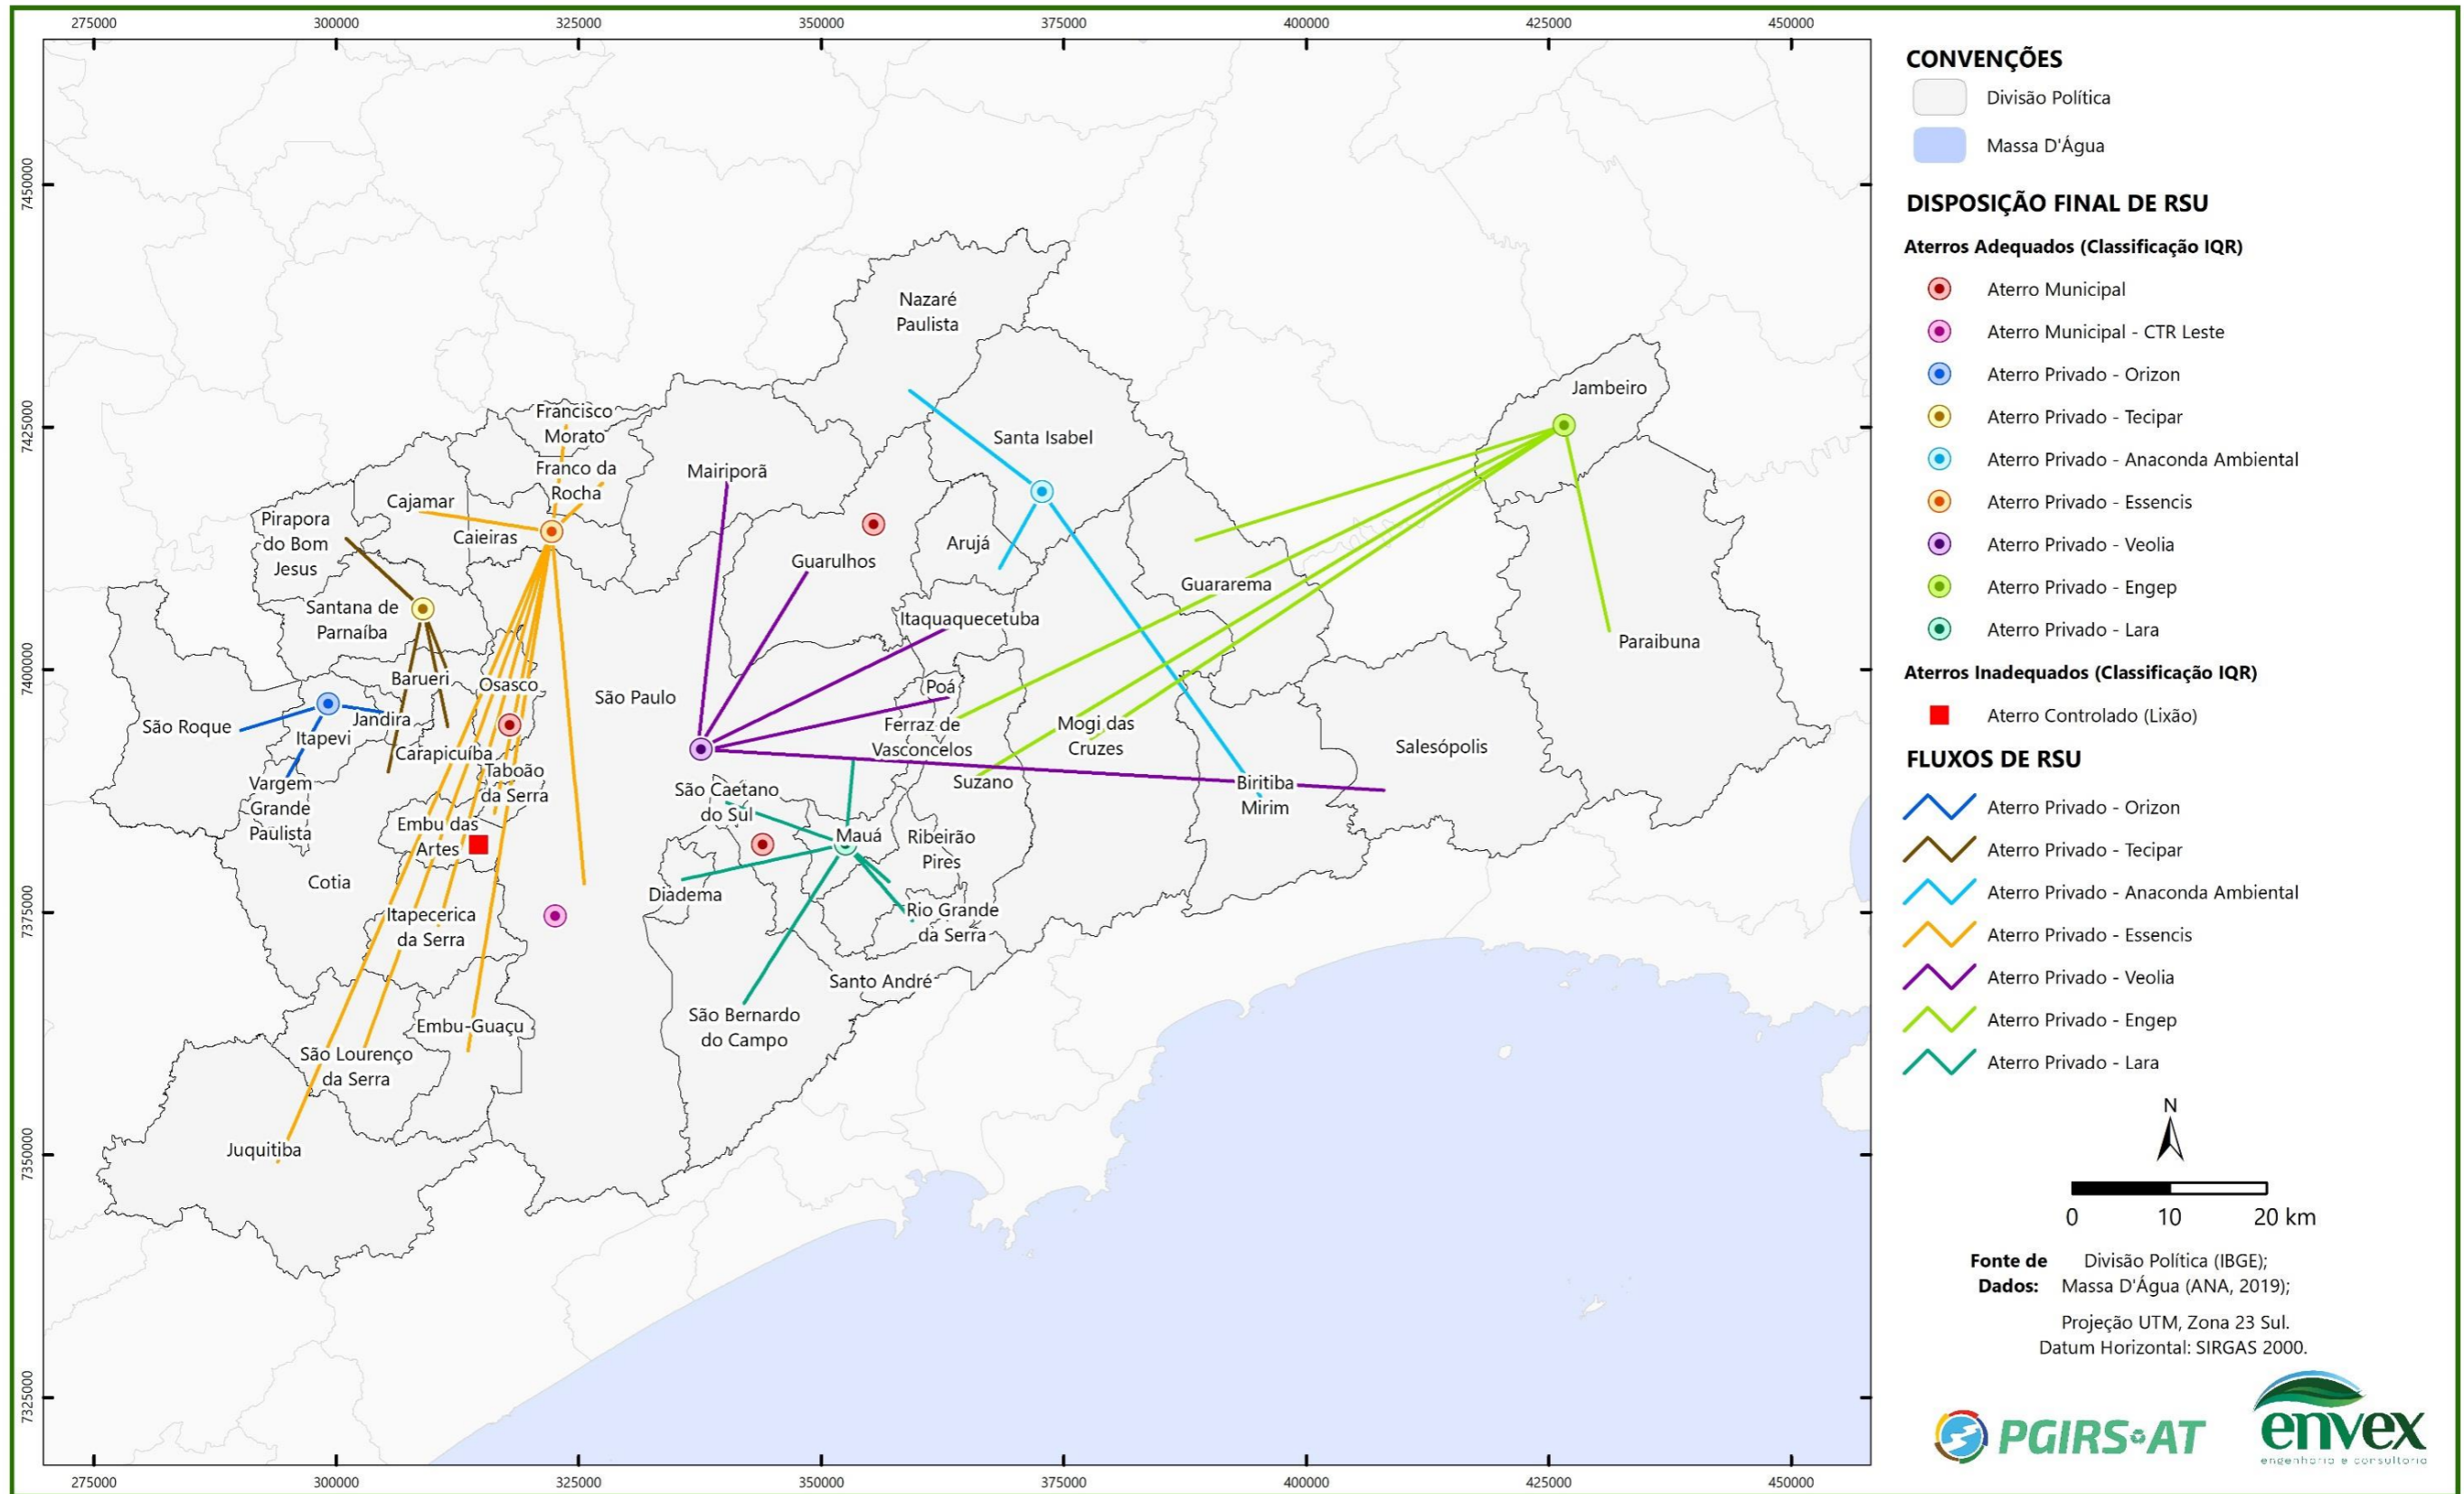 275000 300000 325000 350000 375000 400000 425000 450000
7450000
7425000
7400000
7375000
7350000
7325000
Nazaré
Paulista
Jambeiro
Francisco
Morato
Santa Isabel
Franco da
Rocha
Mairiporã
Cajamar
Pirapora
do Bom
Jesus
Caieiras
Arujá
Guarulhos
Guararema
Santana de
Parnaíba
Itaquaquecetuba
Paraibuna
Barueri
Osasco
São Paulo
Poá
Jandira
São Roque
Itapevi
Ferraz de
Vasconcelos
Mogi das
Cruzes
Salesópolis
Carapicuíba
Taboão
da Serra
Vargem
Grande
Paulista
São Caetano
do Sul
Suzano
Biritiba
Mirim
Embu das
Artes
Mauá
Ribeirão
Pires
Cotia
Diadema
Itapecerica
da Serra
Rio Grande
da Serra
Santo André
São Bernardo
do Campo
Embu-Guaçu
São Lourenço
da Serra
Juquitiba
275000 300000 325000 350000 375000 400000 425000 450000
CONVENÇÕES
Divisão Política
Massa D'Água
DISPOSIÇÃO FINAL DE RSU
Aterros Adequados (Classificação IQR)
Aterro Municipal
Aterro Municipal - CTR Leste
Aterro Privado - Orizon
Aterro Privado - Tecipar
Aterro Privado - Anaconda Ambiental
Aterro Privado - Essencis
Aterro Privado - Veolia
Aterro Privado - Engep
Aterro Privado - Lara
Aterros Inadequados (Classificação IQR)
Aterro Controlado (Lixão)
FLUXOS DE RSU
Aterro Privado - Orizon
Aterro Privado - Tecipar
Aterro Privado - Anaconda Ambiental
Aterro Privado - Essencis
Aterro Privado - Veolia
Aterro Privado - Engep
Aterro Privado - Lara
N
0 10 20 km
Fonte de Dados: Divisão Política (IBGE);
Massa D'Água (ANA, 2019);
Projeção UTM, Zona 23 Sul.
Datum Horizontal: SIRGAS 2000.
PGIRS AT
envex
engenharia e consultoria